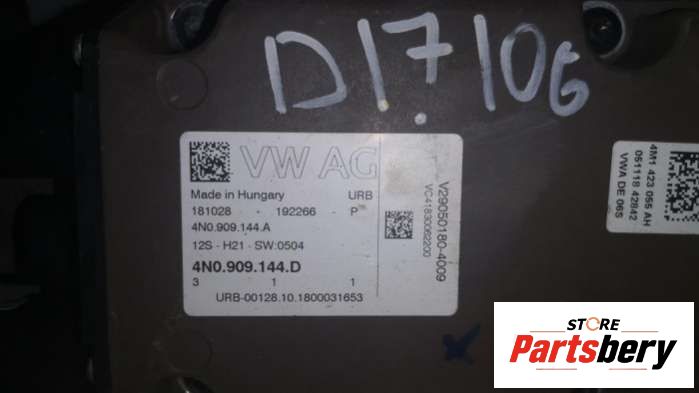 D17106
VW AG
Made in Hungary URB
181028 - 192266 - P
4N0.909.144.A
12S - H21 - SW:0504
4N0.909.144.D
3 1 1
URB-00128.10.1800031653
V29050180-4009
VC41830062200
4M1 423 055 AH
051118 42842
VWA DE 06S
STORE
Partsbery